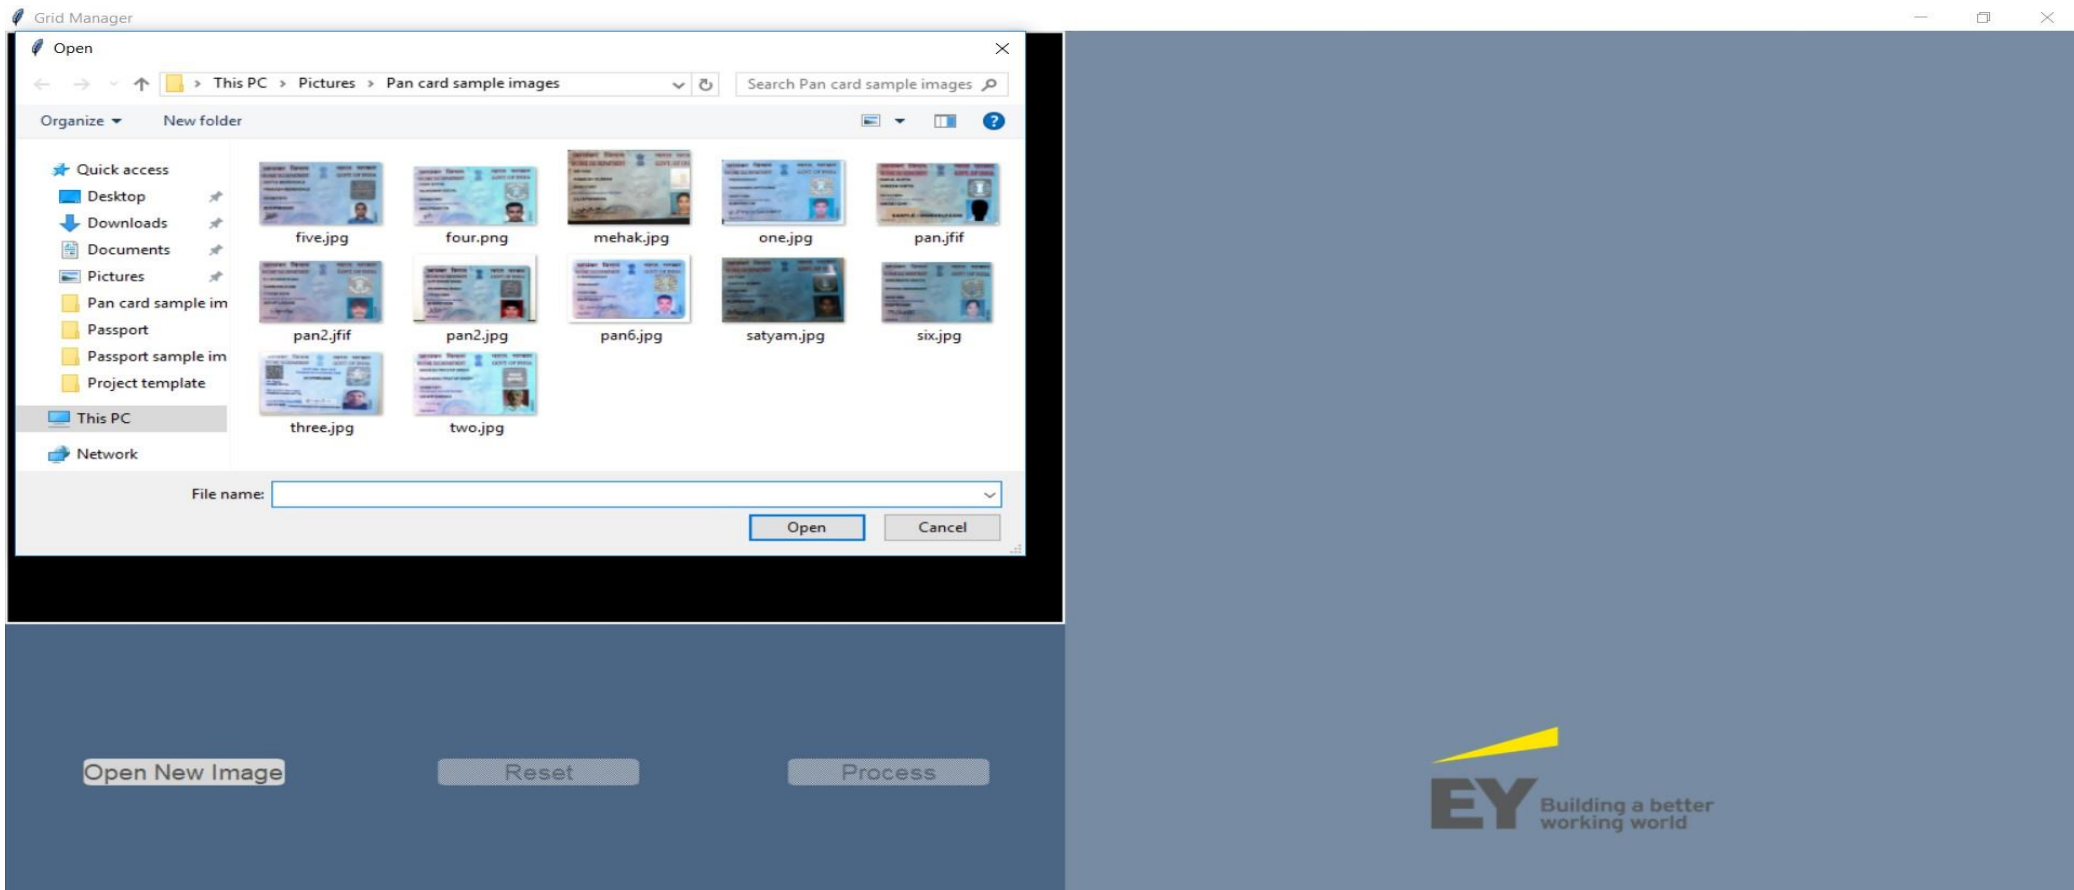 Grid Manager
Open
This PC > Pictures > Pan card sample images
Search Pan card sample images
Organize
New folder
Quick access
Desktop
Downloads
Documents
Pictures
Pan card sample im
Passport
Passport sample im
Project template
This PC
Network
five.jpg four.png mehak.jpg one.jpg pan.jfif
pan2.jfif pan2.jpg pan6.jpg satyam.jpg six.jpg
three.jpg two.jpg
File name:
Open Cancel
Open New Image Reset Process
EY
Building a better
working world